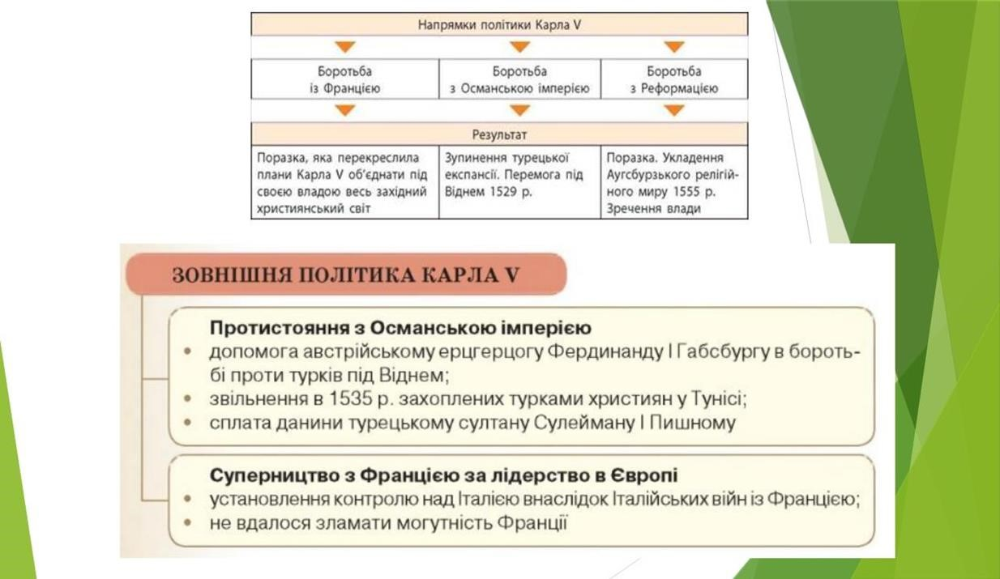 Напрямки політики Карла V
Боротьба
із Францією
Боротьба
з Османською імперією
Боротьба
з Реформацією
Результат
Поразка, яка перекреслила
плани Карла V об’єднати під
своєю владою весь західний
християнський світ
Зупинення турецької
експансії. Перемога під
Віднем 1529 р.
Поразка. Укладення
Аугсбурзького релігій-
ного миру 1555 р.
Зречення влади
ЗОВНІШНЯ ПОЛІТИКА КАРЛА V
Протистояння з Османською імперією
• допомога австрійському ерцгерцогу Фердинанду І Габсбургу в бороть-
бі проти турків під Віднем;
• звільнення в 1535 р. захоплених турками християн у Тунісі;
• сплата данини турецькому султану Сулейману І Пишному
Суперництво з Францією за лідерство в Європі
• установлення контролю над Італією внаслідок Італійських війн із Францією;
• не вдалося зламати могутність Франції